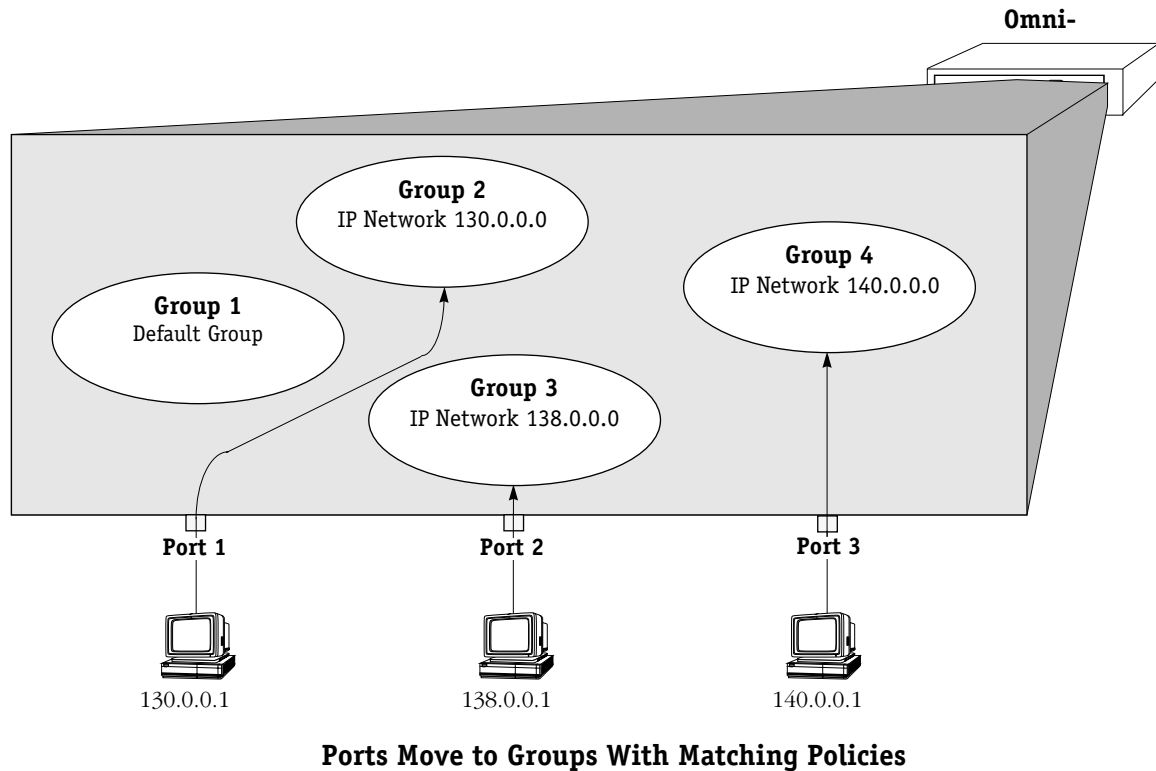 Omni-
Group 2
IP Network 130.0.0.0
Group 4
IP Network 140.0.0.0
Group 1
Default Group
Group 3
IP Network 138.0.0.0
Port 1
Port 2
Port 3
130.0.0.1
138.0.0.1
140.0.0.1
Ports Move to Groups With Matching Policies